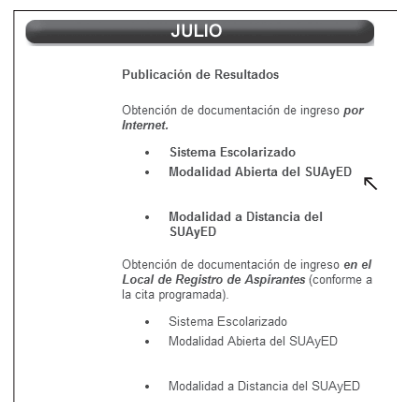 JULIO
Publicación de Resultados
Obtención de documentación de ingreso por
Internet.
• Sistema Escolarizado
• Modalidad Abierta del SUAyED
• Modalidad a Distancia del
SUAyED
Obtención de documentación de ingreso en el
Local de Registro de Aspirantes (conforme a
la cita programada).
• Sistema Escolarizado
• Modalidad Abierta del SUAyED
• Modalidad a Distancia del SUAyED